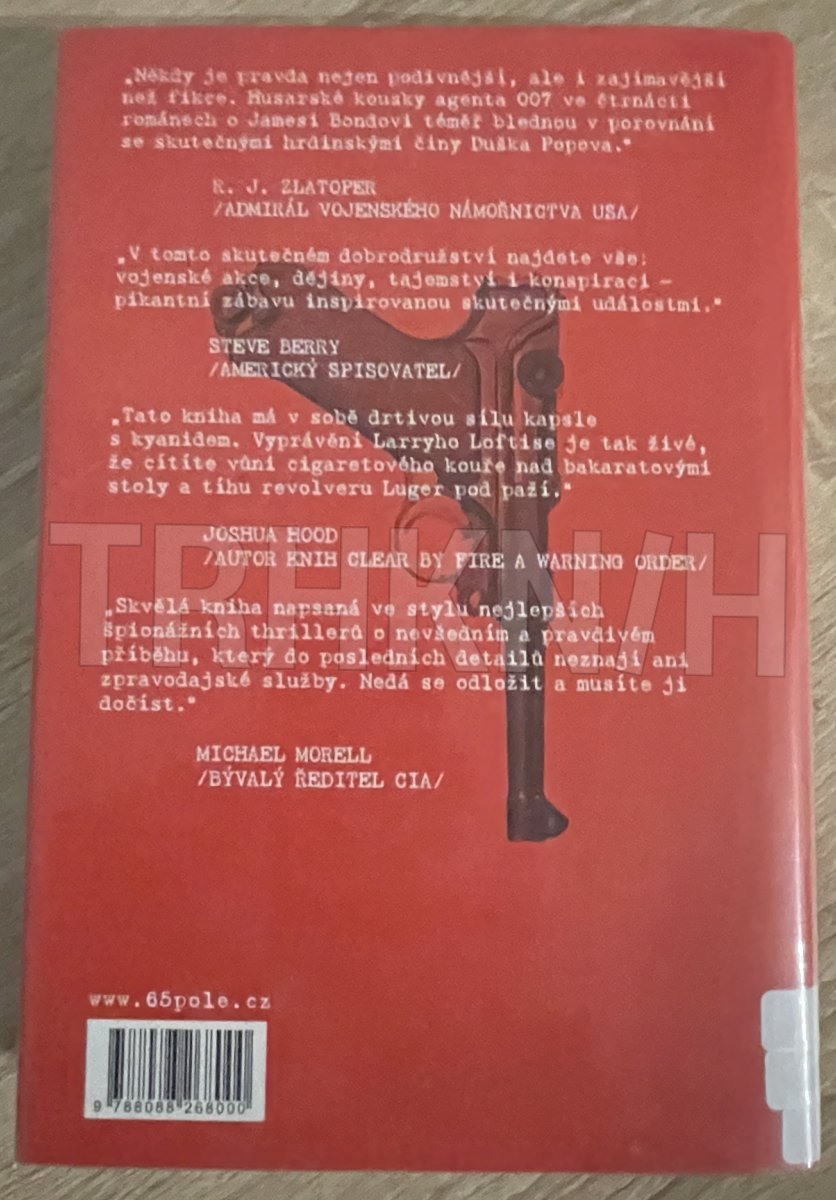 „Někdy je pravda nejen podivnější, ale i zajímavější
než fikce. Husarské kousky agenta 007 ve čtrnácti
románech o Jamesi Bondovi téměř blednou v porovnání
se skutečnými hrdinskými činy Duška Popova."
R. J. ZLATOPER
/ADMIRÁL VOJENSKÉHO NÁMOŘNICTVA USA/
„V tomto skutečném dobrodružství najdete vše:
vojenské akce, dějiny, tajemství i konspiraci –
pikantní zábavu inspirovanou skutečnými událostmi."
STEVE BERRY
/AMERICKÝ SPISOVATEL/
„Tato kniha má v sobě drtivou sílu kapsle
s kyanidem. Vyprávění Larryho Loftise je tak živé,
že cítíte vůni cigaretového kouře nad bakaratovými
stoly a tíhu revolveru Luger pod paží."
JOSHUA HOOD
/AUTOR KNIH CLEAR BY FIRE A WARNING ORDER/
TRHKN/H
„Skvělá kniha napsaná ve stylu nejlepších
špionážních thrillerů o nevšedním a pravdivém
příběhu, který do posledních detailů neznají ani
zpravodajské služby. Nedá se odložit a musíte ji
dočíst."
MICHAEL MORELL
/BÝVALÝ ŘEDITEL CIA/
www.65pole.cz
9 788088 268000